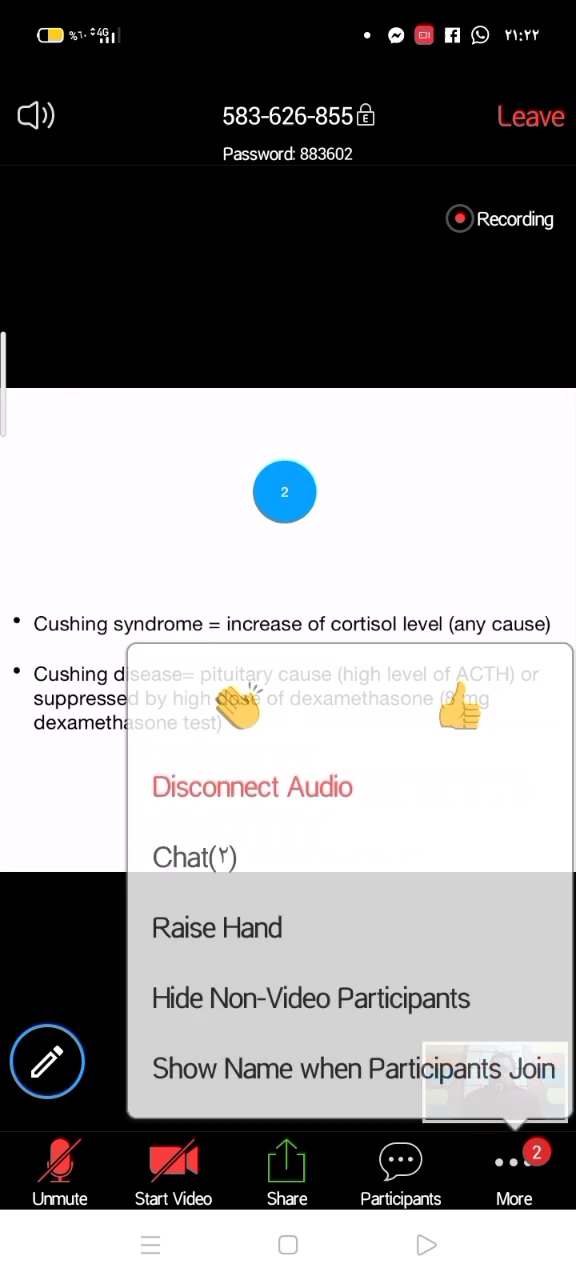 %٦٠ 4G ٢١:٢٢
583-626-855 E Leave
Password: 883602
Recording
2
• Cushing syndrome = increase of cortisol level (any cause)
• Cushing disease= pituitary cause (high level of ACTH) or
suppressed by high dose of dexamethasone (8 mg
dexamethasone test)
Disconnect Audio
Chat(٢)
Raise Hand
Hide Non-Video Participants
Show Name when Participants Join
2
Unmute Start Video Share Participants More